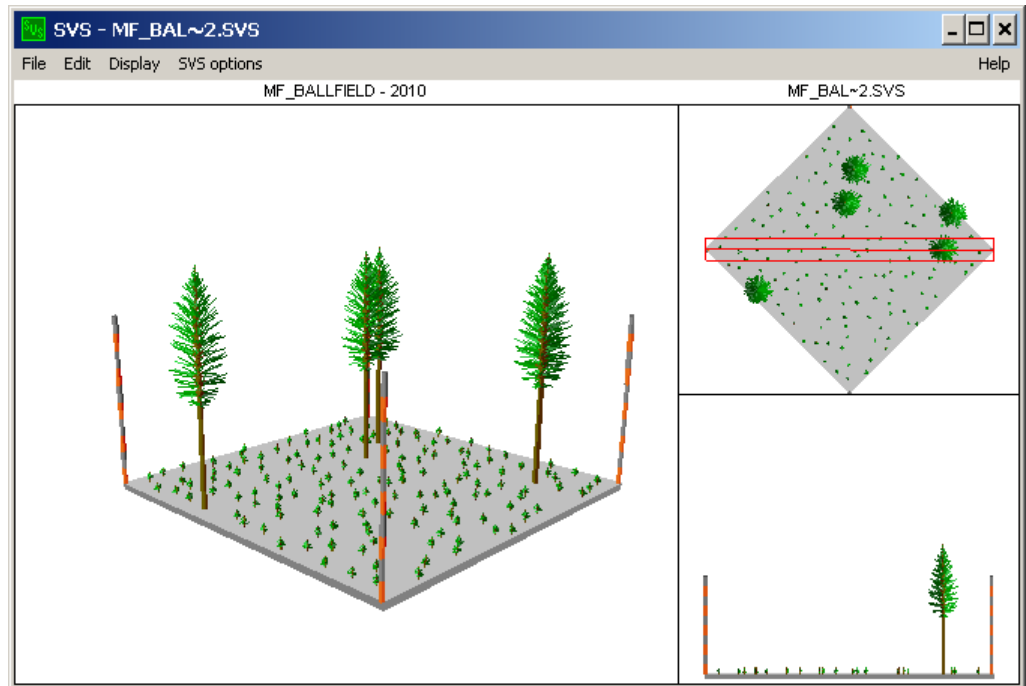 SVS - MF_BAL~2.SVS
File Edit Display SVS options Help
MF_BALLFIELD - 2010
MF_BAL~2.SVS